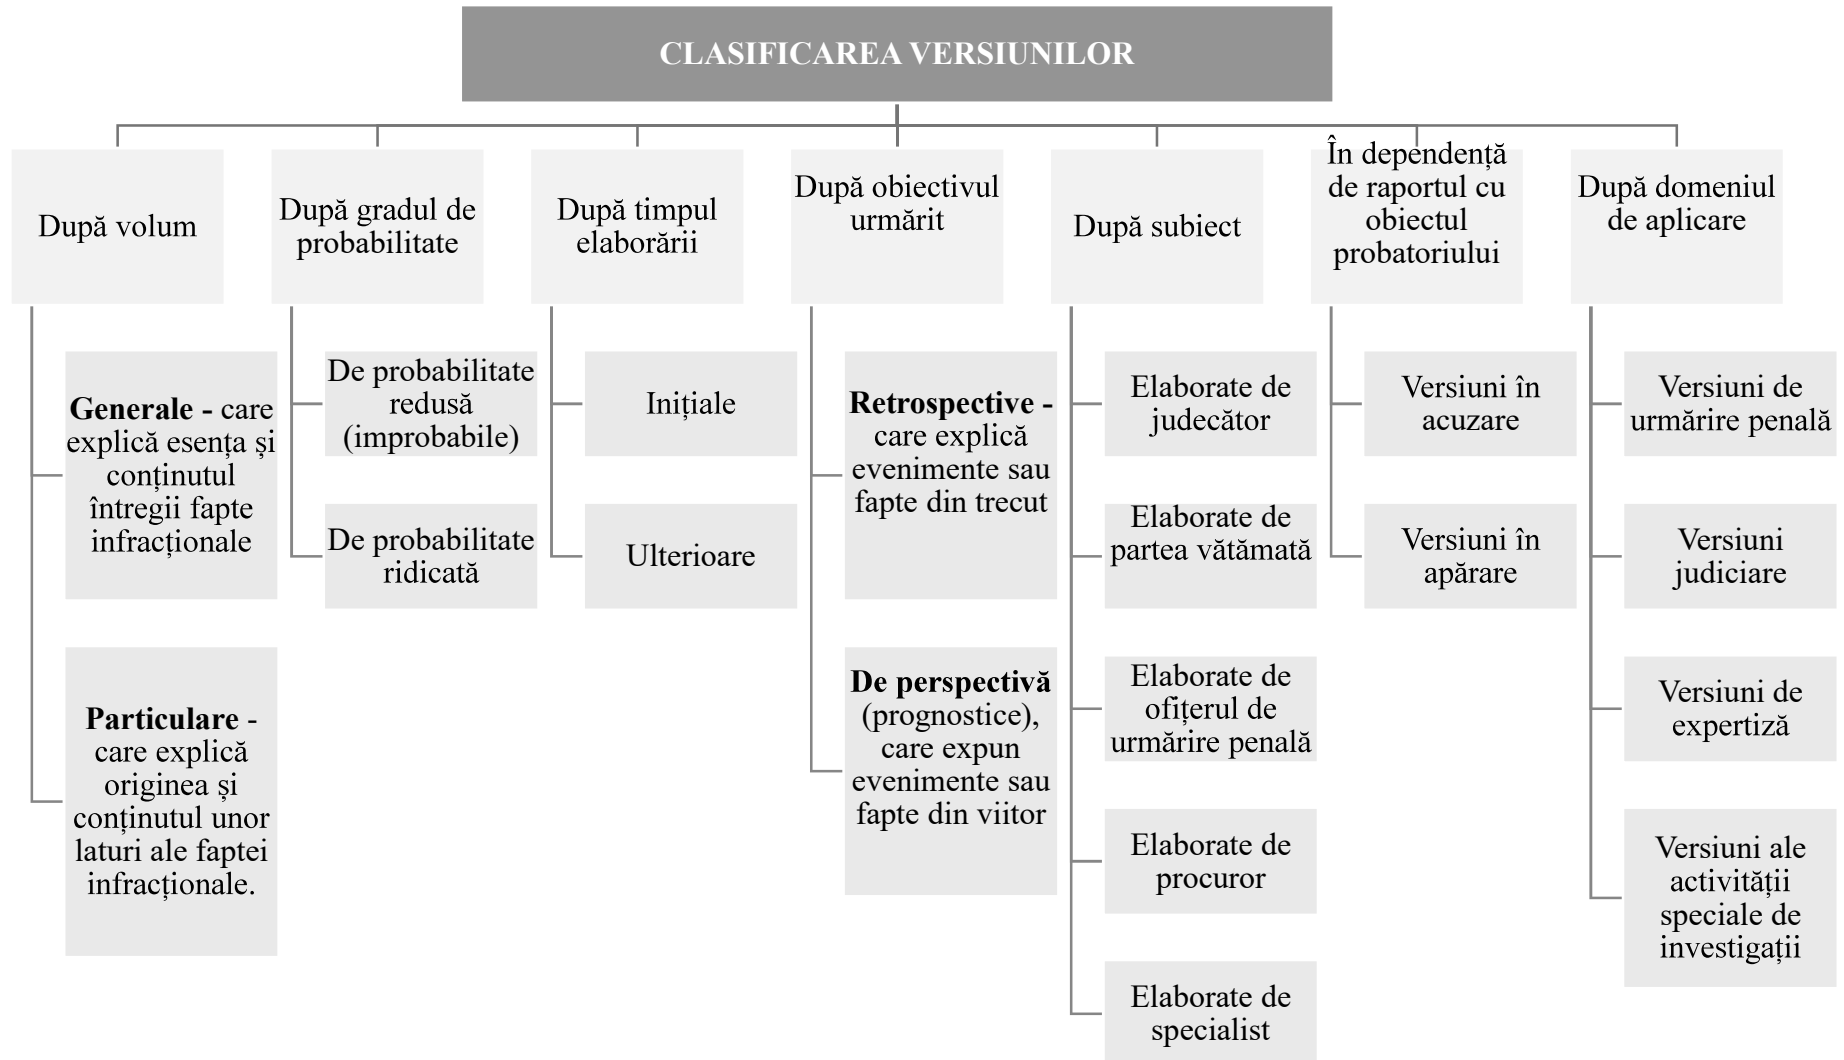 CLASIFICAREA VERSIUNILOR
După volum
Generale - care
explică esența și
conținutul
întregii fapte
infracționale
Particulare -
care explică
originea și
conținutul unor
laturi ale faptei
infracționale.
După gradul de
probabilitate
De probabilitate
redusă
(improbabile)
De probabilitate
ridicată
După timpul
elaborării
Inițiale
Ulterioare
După obiectivul
urmărit
Retrospective -
care explică
evenimente sau
fapte din trecut
De perspectivă
(prognostice),
care expun
evenimente sau
fapte din viitor
După subiect
Elaborate de
judecător
Elaborate de
partea vătămată
Elaborate de
ofițerul de
urmărire penală
Elaborate de
procuror
Elaborate de
specialist
În dependență
de raportul cu
obiectul
probatoriului
Versiuni în
acuzare
Versiuni în
apărare
După domeniul
de aplicare
Versiuni de
urmărire penală
Versiuni
judiciare
Versiuni de
expertiză
Versiuni ale
activității
speciale de
investigații